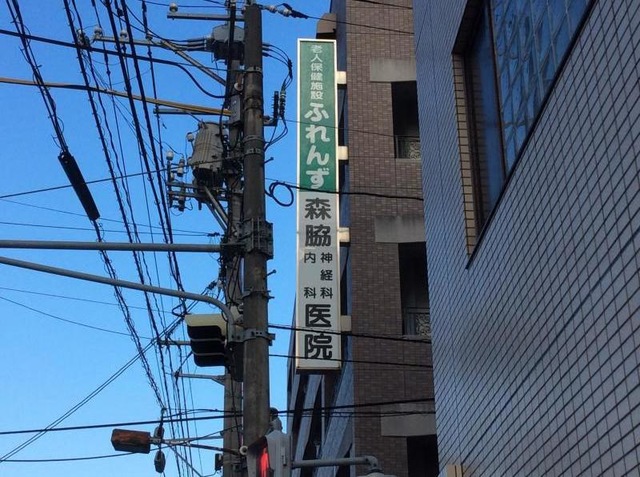 老人保健施設
ふれんず
森脇
神経科
内科
医院